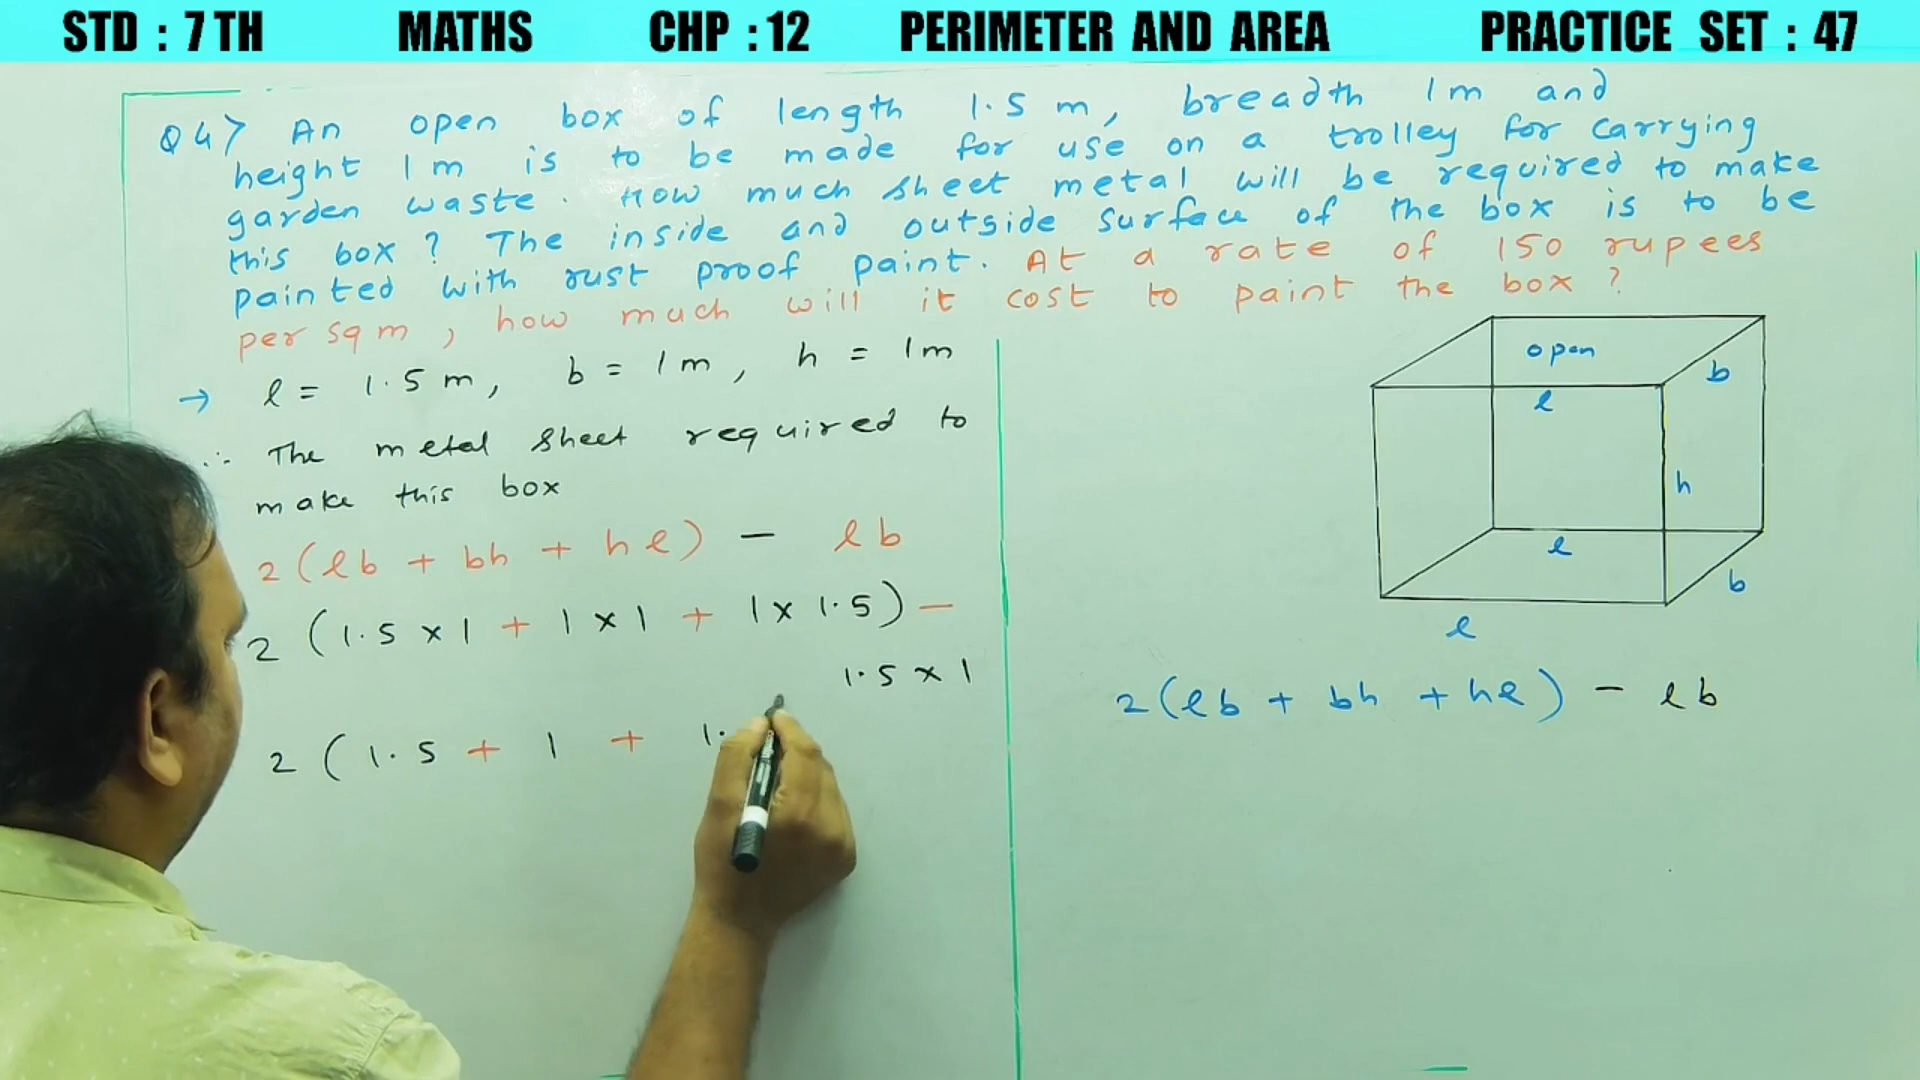 STD : 7 TH MATHS CHP : 12 PERIMETER AND AREA PRACTICE SET : 47
Q4> An open box of length 1.5 m, breadth 1m and
height 1m is to be made for use on a trolley for carrying
garden waste. How much sheet metal will be required to make
this box? The inside and outside surface of the box is to be
painted with rust proof paint. At a rate of 150 rupees
per sqm, how much will it cost to paint the box?
→ l = 1.5 m, b = 1m, h = 1m
∴ The metal sheet required to
make this box
2(lb + bh + hl) - lb
2 (1.5 x 1 + 1 x 1 + 1 x 1.5) -
1.5 x 1
2 (1.5 + 1 + 1.
open
l
b
h
l
b
l
2(lb + bh + hl) - lb